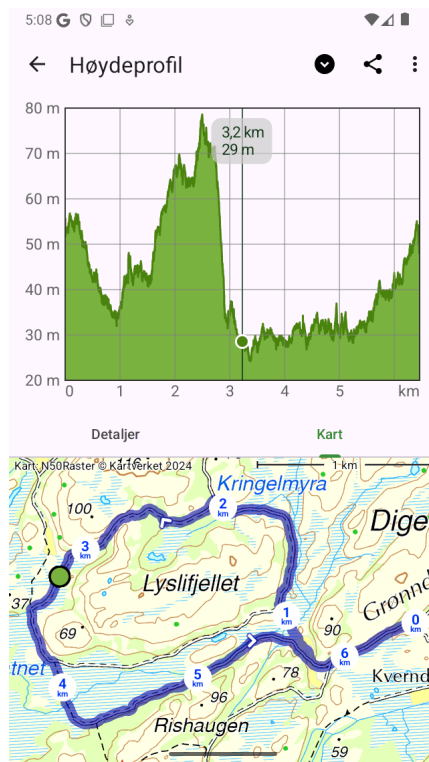 5:08
Høydeprofil
80 m
70 m
60 m
50 m
40 m
30 m
20 m
3,2 km
29 m
0 1 2 3 4 5 km
Detaljer Kart
Kart: N50Raster © Kartverket 2024
1 km
Kringelmyra
100
2 km
Dige
3 km
Lyslifjellet
Grønnd
37
1 km
0 km
69
90
6 km
etnet
4 km
5 km
78
Kvernd
96
Rishaugen
59